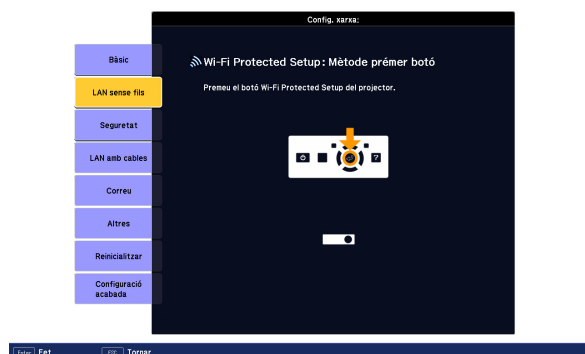 Config. xarxa:
Bàsic
LAN sense fils
Seguretat
LAN amb cables
Correu
Altres
Reinicialitzar
Configuració
acabada
Wi-Fi Protected Setup: Mètode prémer botó
Premeu el botó Wi-Fi Protected Setup del projector.
?
Enter Fet
ESC Tornar